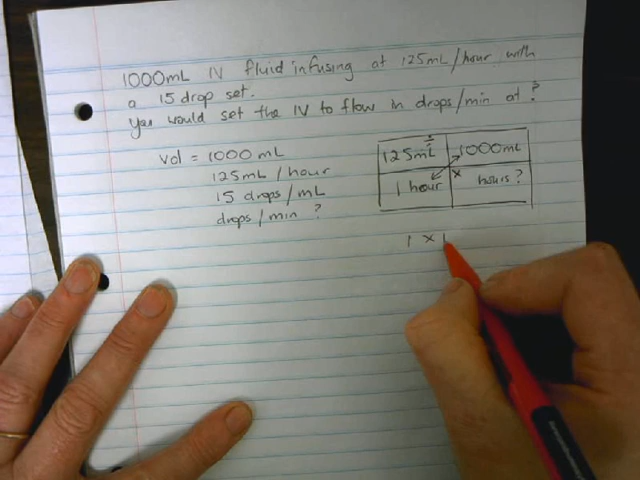 1000mL IV fluid infusing at 125mL/hour with
a 15 drop set.
You would set the IV to flow in drops/min at ?
Vol = 1000 mL
125mL / hour
15 drops / mL
drops / min ?
125mL 1000mL
1 hour x hours?
1 x 1